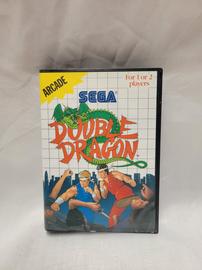 ARCADE
For 1 or 2
players
SEGA
DOUBLE
DRAGON